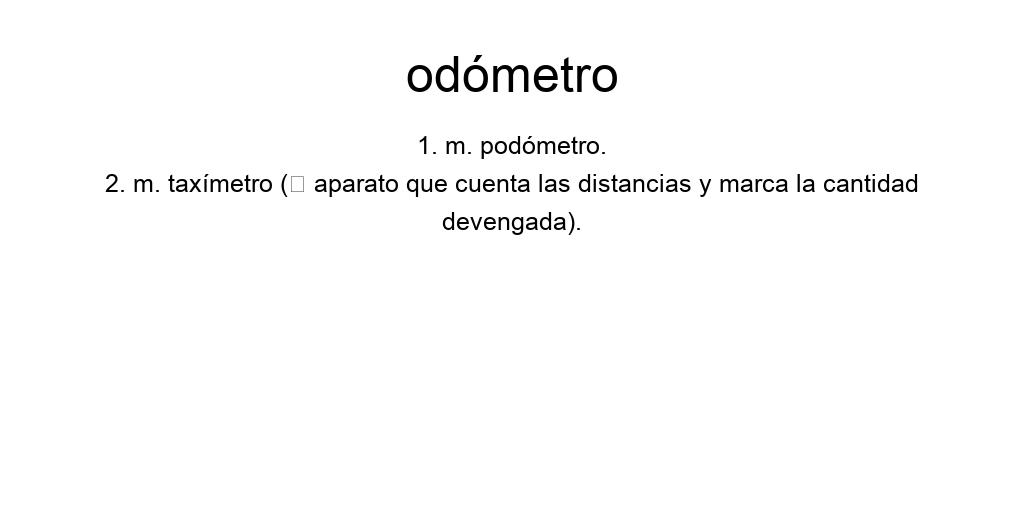 odómetro
1. m. podómetro.
2. m. taxímetro (□ aparato que cuenta las distancias y marca la cantidad
devengada).